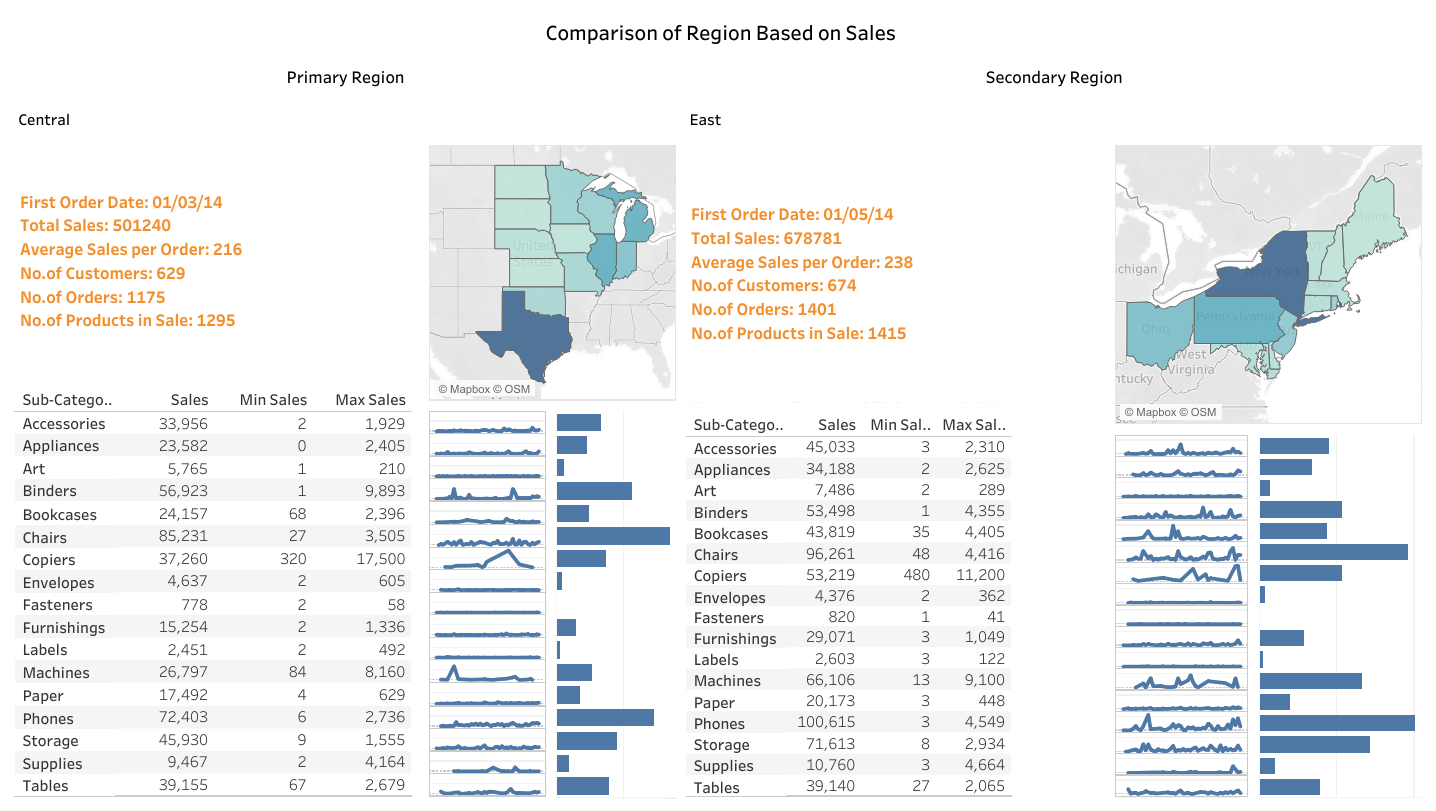 Comparison of Region Based on Sales
Primary Region
Secondary Region
Central
East
First Order Date: 01/03/14
Total Sales: 501240
Average Sales per Order: 216
No.of Customers: 629
No.of Orders: 1175
No.of Products in Sale: 1295
United
States
© Mapbox © OSM
First Order Date: 01/05/14
Total Sales: 678781
Average Sales per Order: 238
No.of Customers: 674
No.of Orders: 1401
No.of Products in Sale: 1415
Maine
VT
chigan
New York
MA
Ohio
Pennsylvania
West
Virginia
ntucky
© Mapbox © OSM
Sub-Catego.. Sales Min Sales Max Sales
Accessories 33,956 2 1,929
Appliances 23,582 0 2,405
Art 5,765 1 210
Binders 56,923 1 9,893
Bookcases 24,157 68 2,396
Chairs 85,231 27 3,505
Copiers 37,260 320 17,500
Envelopes 4,637 2 605
Fasteners 778 2 58
Furnishings 15,254 2 1,336
Labels 2,451 2 492
Machines 26,797 84 8,160
Paper 17,492 4 629
Phones 72,403 6 2,736
Storage 45,930 9 1,555
Supplies 9,467 2 4,164
Tables 39,155 67 2,679
Sub-Catego.. Sales Min Sal.. Max Sal..
Accessories 45,033 3 2,310
Appliances 34,188 2 2,625
Art 7,486 2 289
Binders 53,498 1 4,355
Bookcases 43,819 35 4,405
Chairs 96,261 48 4,416
Copiers 53,219 480 11,200
Envelopes 4,376 2 362
Fasteners 820 1 41
Furnishings 29,071 3 1,049
Labels 2,603 3 122
Machines 66,106 13 9,100
Paper 20,173 3 448
Phones 100,615 3 4,549
Storage 71,613 8 2,934
Supplies 10,760 3 4,664
Tables 39,140 27 2,065